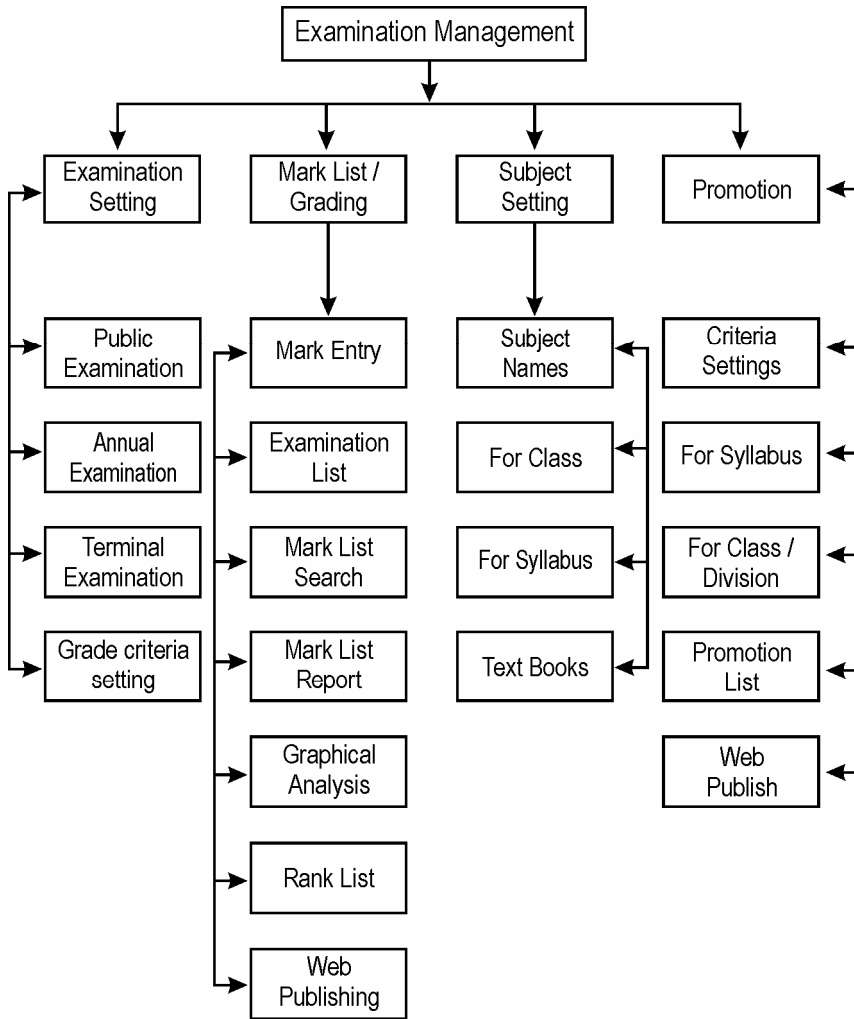 Examination Management
Examination
Setting
Mark List /
Grading
Subject
Setting
Promotion
Public
Examination
Mark Entry
Subject
Names
Criteria
Settings
Annual
Examination
Examination
List
For Class
For Syllabus
Terminal
Examination
Mark List
Search
For Syllabus
For Class /
Division
Grade criteria
setting
Mark List
Report
Text Books
Promotion
List
Graphical
Analysis
Web
Publish
Rank List
Web
Publishing